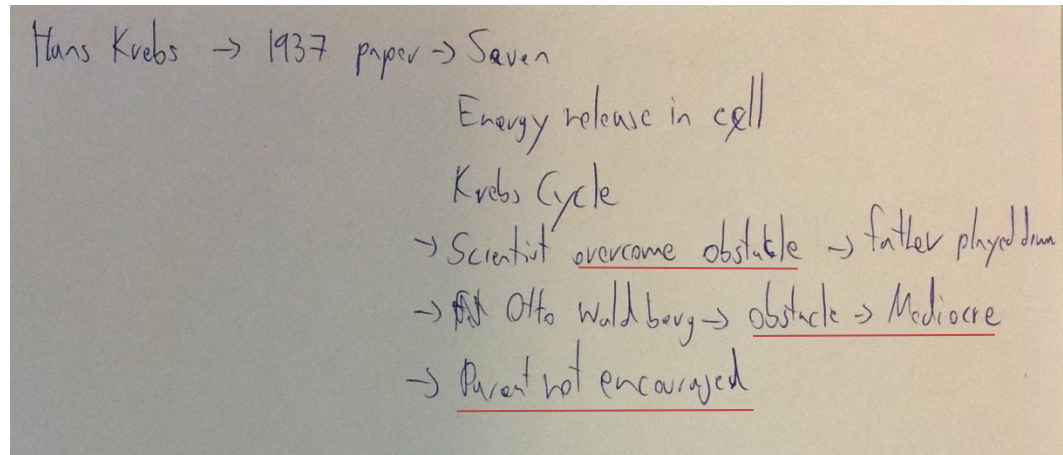 Hans Krebs → 1937 paper → Seven
Energy release in cell
Krebs Cycle
→ Scientist overcome obstacle → father played down
→ Otto Waldberg → obstacle → Mediocre
→ Parent not encouraged